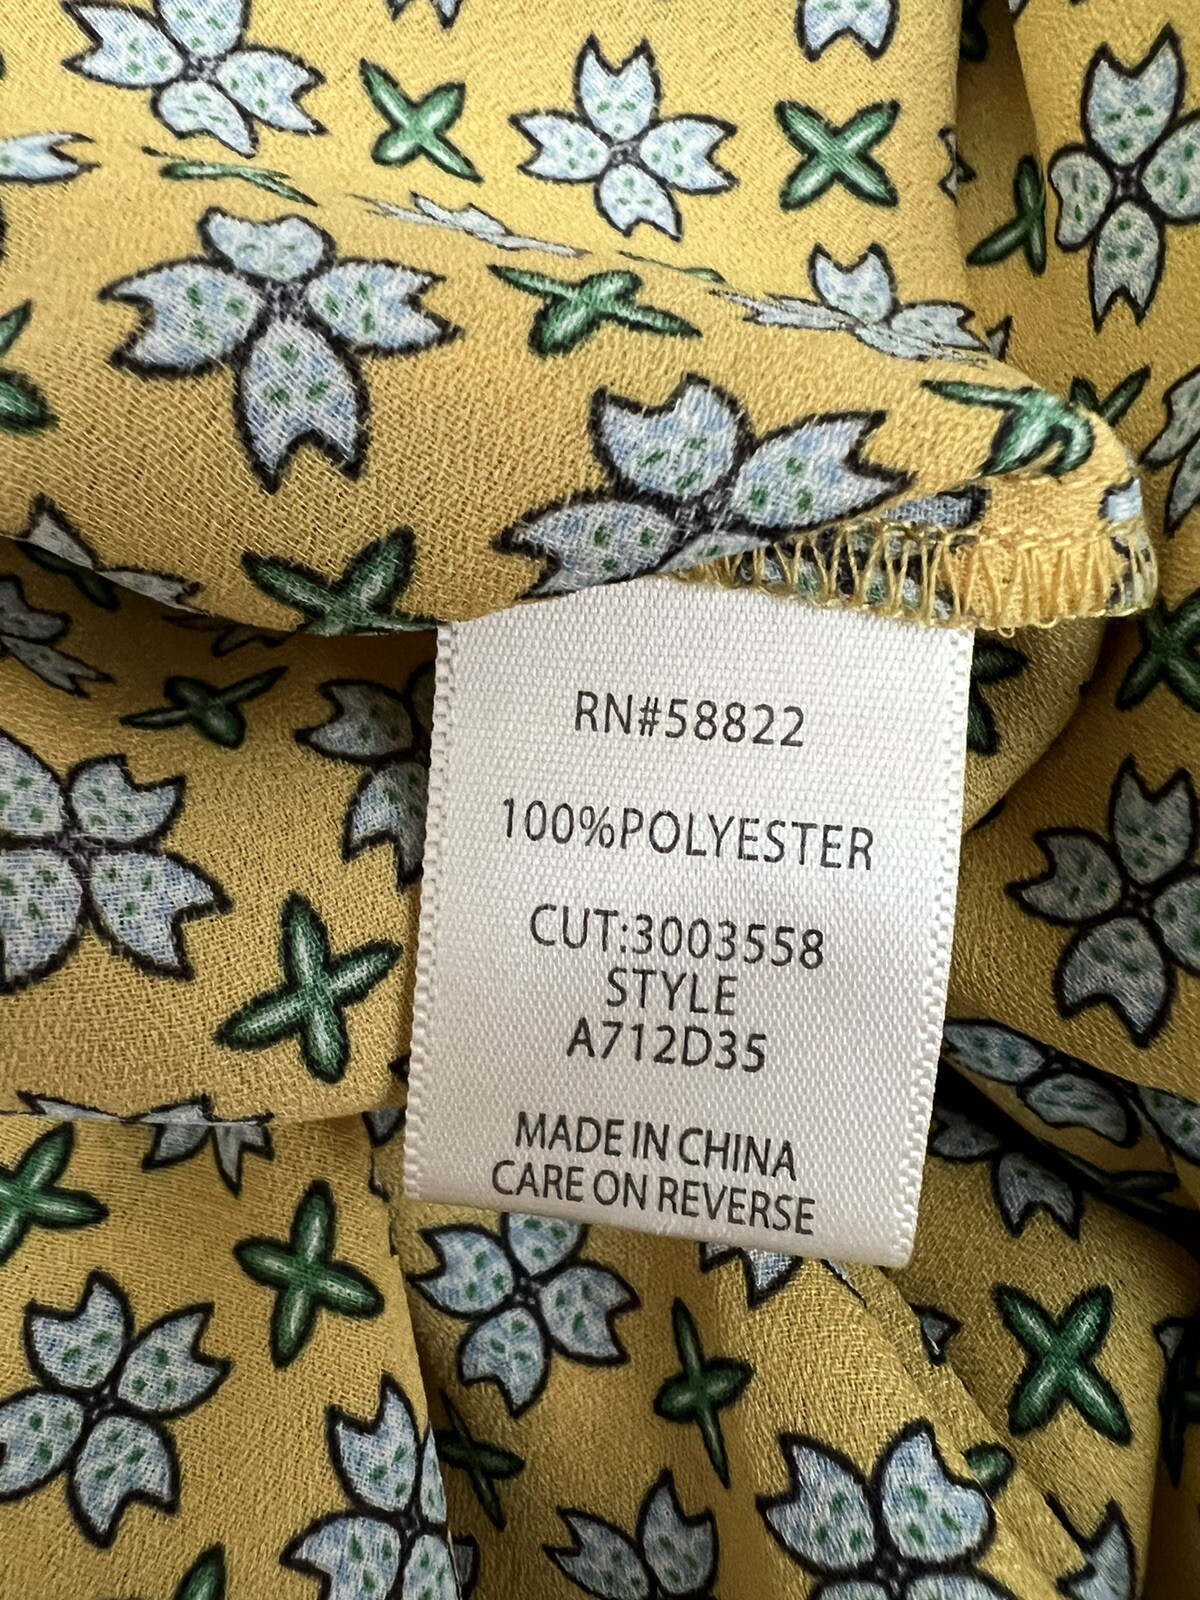 RN#58822
100%POLYESTER
CUT:3003558
STYLE
A712D35
MADE IN CHINA
CARE ON REVERSE